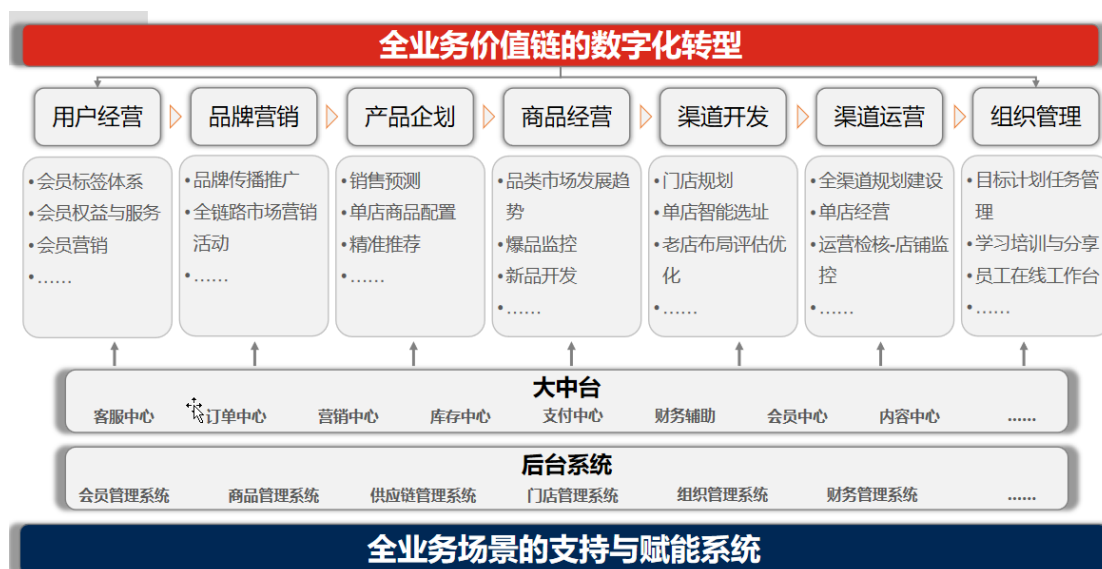 全业务价值链的数字化转型
用户经营
品牌营销
产品企划
商品经营
渠道开发
渠道运营
组织管理
•会员标签体系
•会员权益与服务
•会员营销
•……
•品牌传播推广
•全链路市场营销
活动
•……
•销售预测
•单店商品配置
•精准推荐
•……
•品类市场发展趋
势
•爆品监控
•新品开发
•……
•门店规划
•单店智能选址
•老店布局评估优
化
•……
•全渠道规划建设
•单店经营
•运营检核-店铺监
控
•……
•目标计划任务管
理
•学习培训与分享
•员工在线工作台
•……
大中台
客服中心 订单中心 营销中心 库存中心 支付中心 财务辅助 会员中心 内容中心 ……
后台系统
会员管理系统 商品管理系统 供应链管理系统 门店管理系统 组织管理系统 财务管理系统 ……
全业务场景的支持与赋能系统